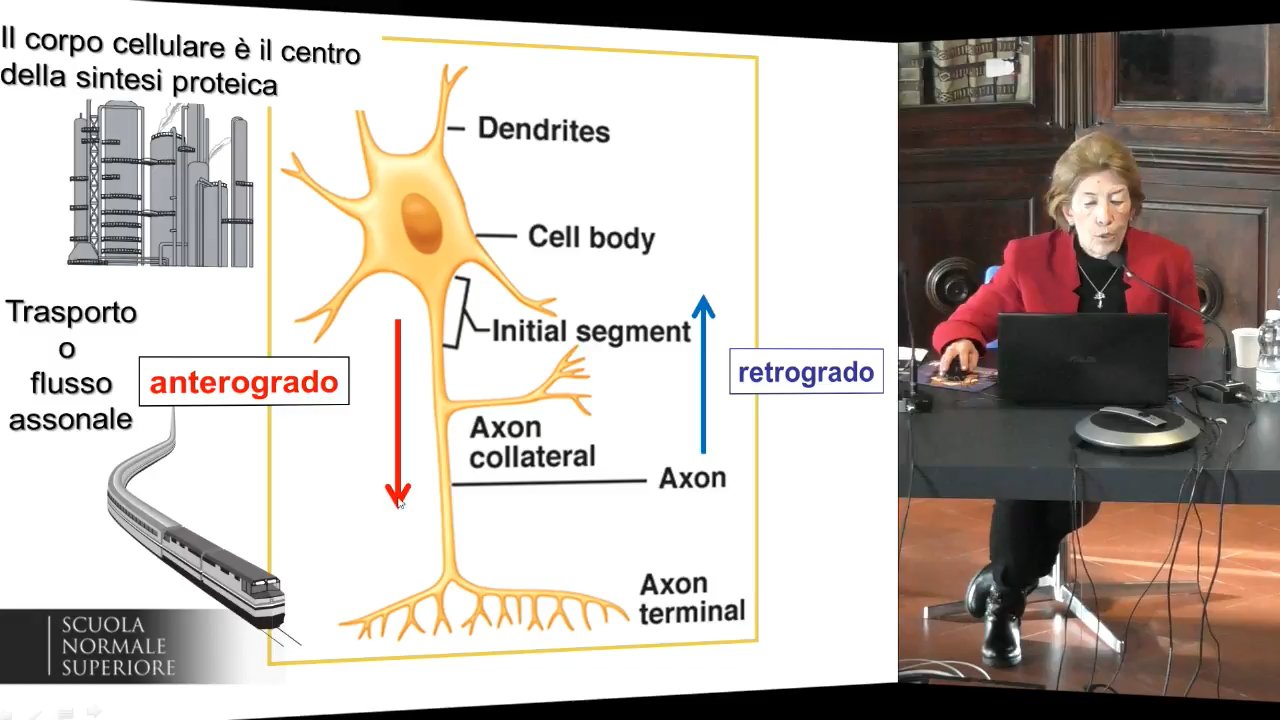 Il corpo cellulare è il centro
della sintesi proteica
Dendrites
Cell body
Initial segment
Trasporto
o
flusso
assonale
anterogrado
retrogrado
Axon
collateral
Axon
Axon
terminal
SCUOLA
NORMALE
SUPERIORE